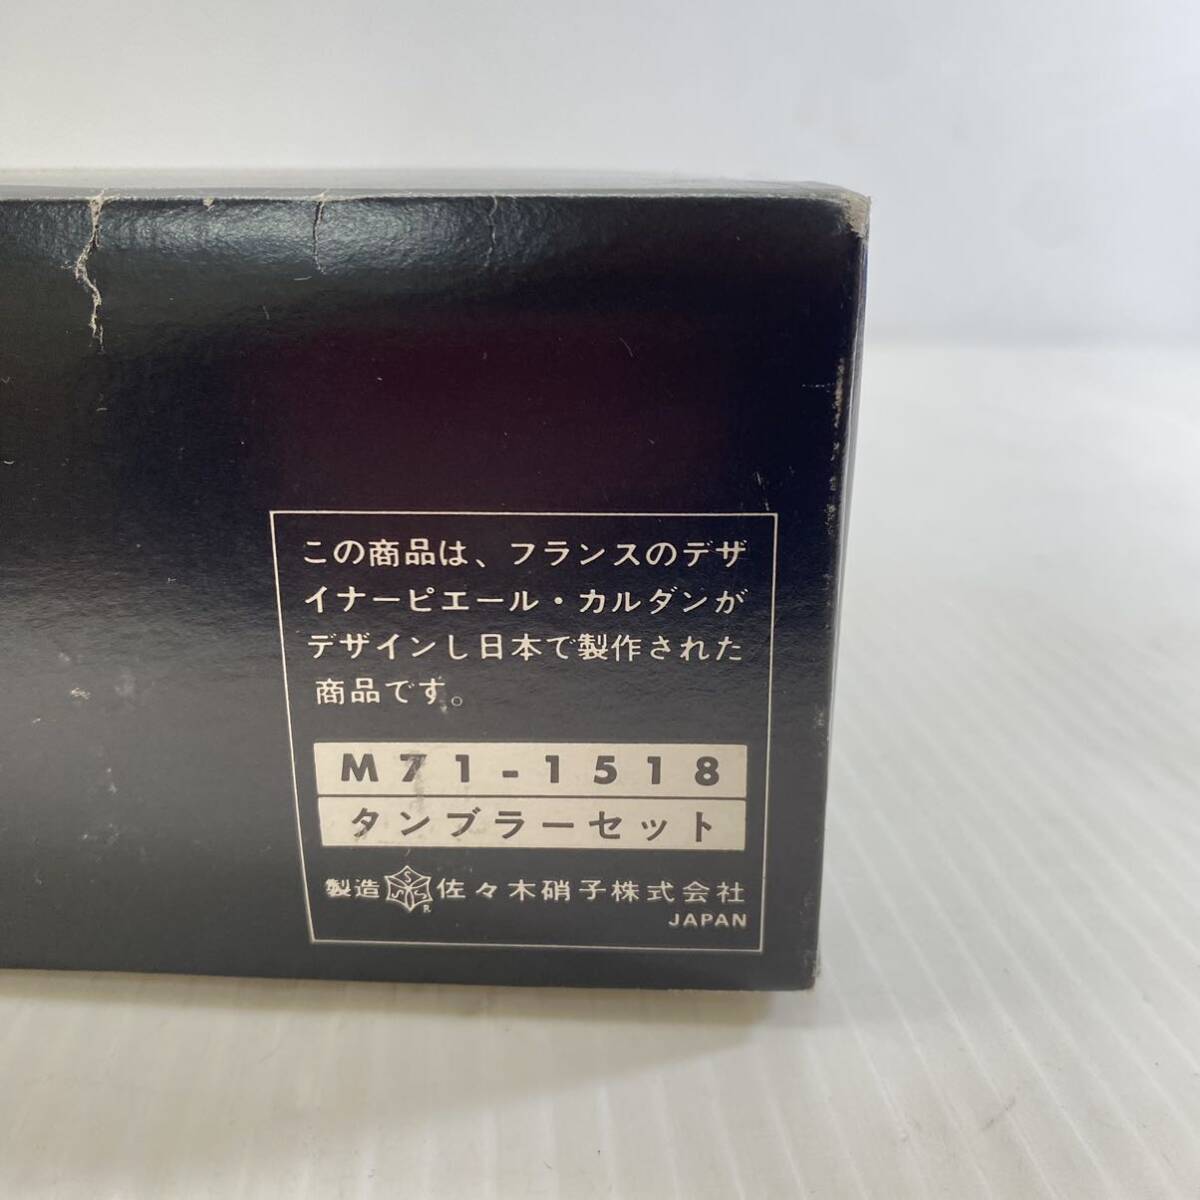 この商品は、フランスのデザ
イナーピエール・カルダンが
デザインし日本で製作された
商品です。
M71-1518
タンブラーセット
製造 SSS R 佐々木硝子株式会社
JAPAN